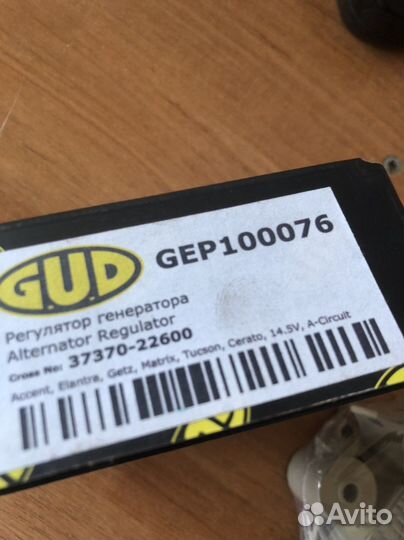 G.U.D
GEP100076
Регулятор генератора
Alternator Regulator
Cross No: 37370-22600
Accent, Elantra, Getz, Matrix, Tucson, Cerato, 14.5V, A-Circuit
Avito